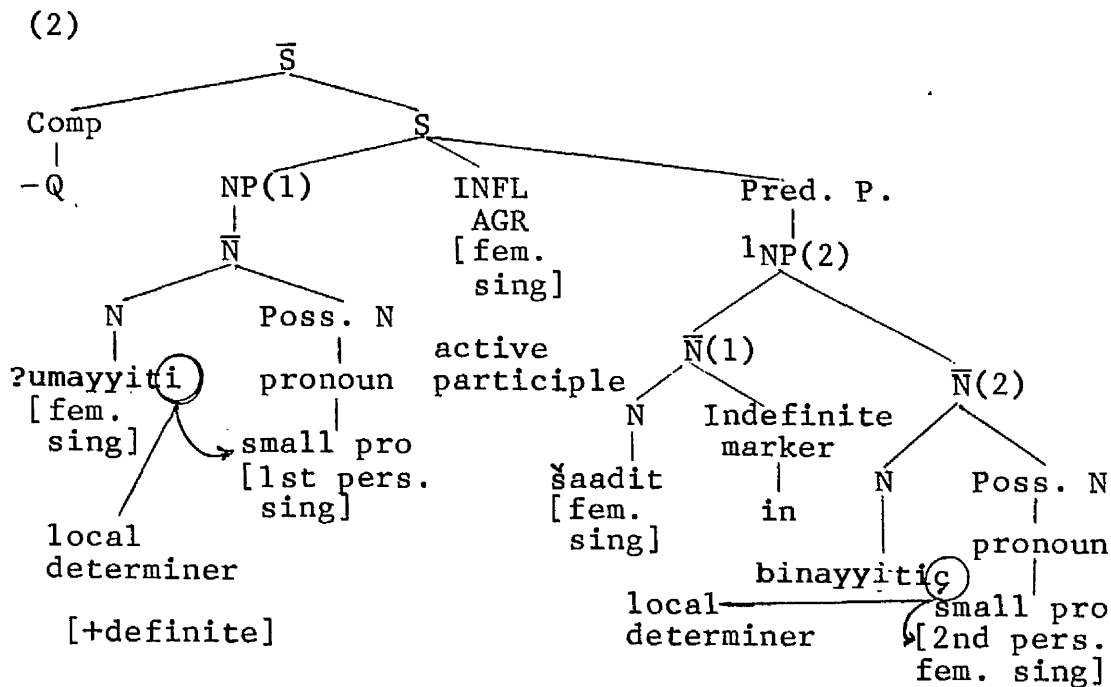 (2)
S̅
Comp S
-Q NP(1) INFL Pred. P.
AGR
N̅ [fem. ¹NP(2)
sing]
N Poss. N active N̅(1)
?umayyiti pronoun participle N̅(2)
[fem. N Indefinite
sing] small pro marker
[1st pers. šaadit N Poss. N
sing] [fem. in
local sing] pronoun
determiner binayyitiç
local small pro
[+definite] determiner [2nd pers.
fem. sing]